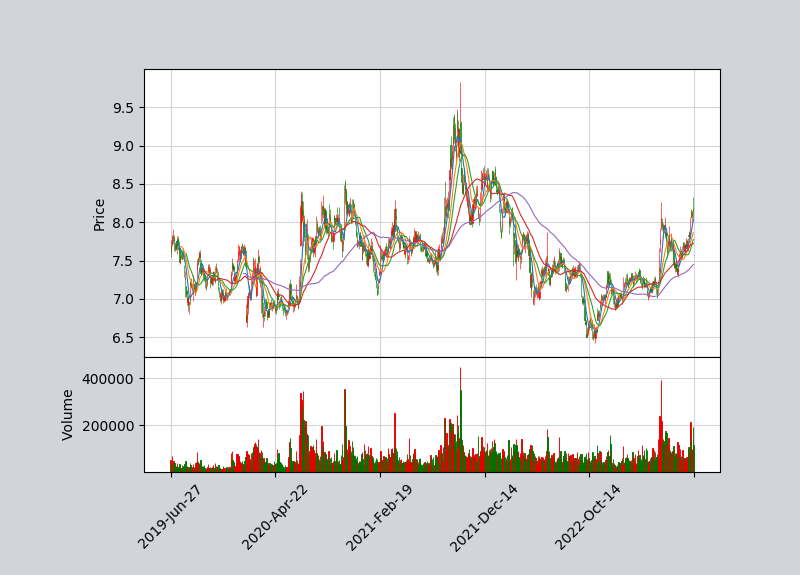 Price
9.5
9.0
8.5
8.0
7.5
7.0
6.5
Volume
400000
200000
2019-Jun-27
2020-Apr-22
2021-Feb-19
2021-Dec-14
2022-Oct-14